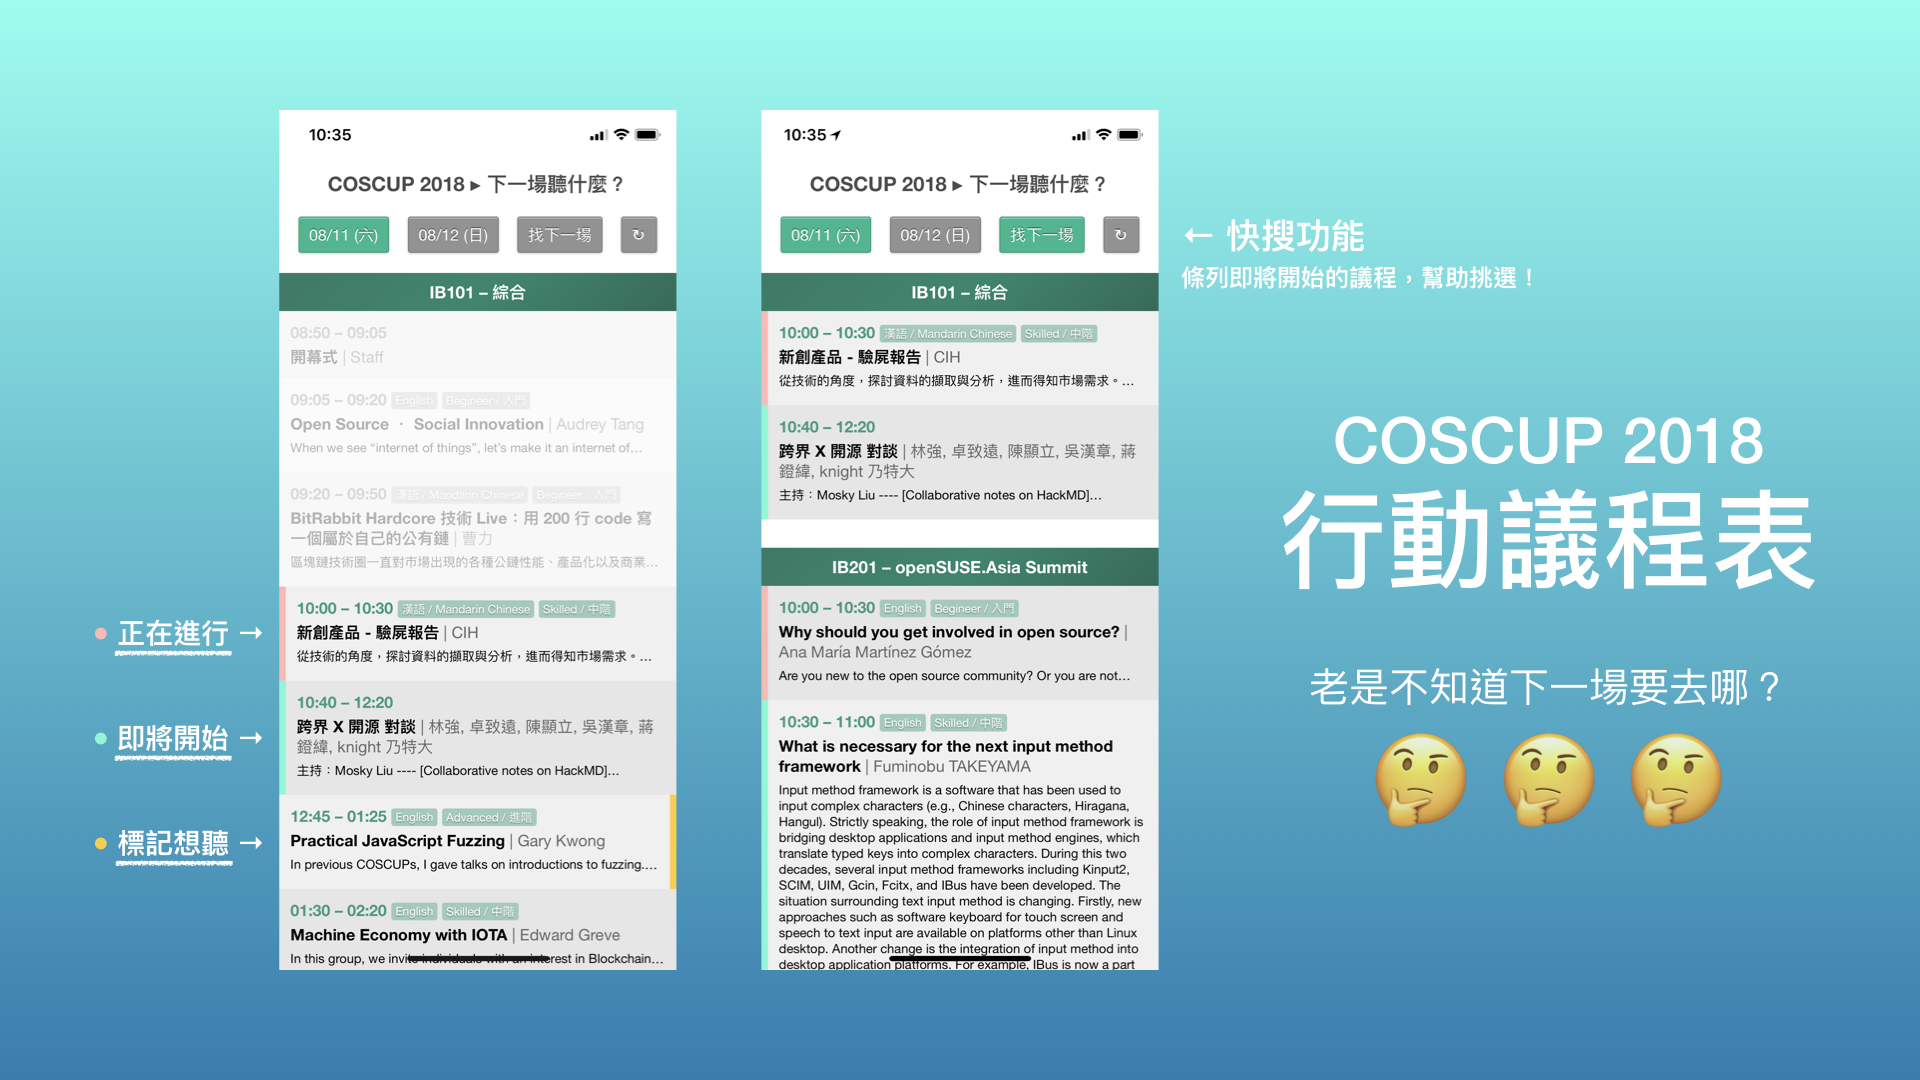 • 正在進行 →
• 即將開始 →
• 標記想聽 →
10:35
COSCUP 2018 ▸ 下一場聽什麼？
08/11 (六) 08/12 (日) 找下一場 ↻
IB101 – 綜合
08:50 – 09:05
開幕式 | Staff
09:05 – 09:20 English Begineer / 入門
Open Source ‧ Social Innovation | Audrey Tang
When we see “internet of things”, let’s make it an internet of…
09:20 – 09:50 漢語 / Mandarin Chinese Begineer / 入門
BitRabbit Hardcore 技術 Live：用 200 行 code 寫
一個屬於自己的公有鏈 | 曹力
區塊鏈技術圈一直對市場出現的各種公鏈性能、產品化以及商業…
10:00 – 10:30 漢語 / Mandarin Chinese Skilled / 中階
新創產品 - 驗屍報告 | CIH
從技術的角度，探討資料的擷取與分析，進而得知市場需求。…
10:40 – 12:20
跨界 X 開源 對談 | 林強, 卓致遠, 陳顯立, 吳漢章, 蔣
鐙緯, knight 乃特大
主持：Mosky Liu ---- [Collaborative notes on HackMD]…
12:45 – 01:25 English Advanced / 進階
Practical JavaScript Fuzzing | Gary Kwong
In previous COSCUPs, I gave talks on introductions to fuzzing.…
01:30 – 02:20 English Skilled / 中階
Machine Economy with IOTA | Edward Greve
In this group, we invite individuals with an interest in Blockchain…
10:35
COSCUP 2018 ▸ 下一場聽什麼？
08/11 (六) 08/12 (日) 找下一場 ↻
IB101 – 綜合
10:00 – 10:30 漢語 / Mandarin Chinese Skilled / 中階
新創產品 - 驗屍報告 | CIH
從技術的角度，探討資料的擷取與分析，進而得知市場需求。…
10:40 – 12:20
跨界 X 開源 對談 | 林強, 卓致遠, 陳顯立, 吳漢章, 蔣
鐙緯, knight 乃特大
主持：Mosky Liu ---- [Collaborative notes on HackMD]…
IB201 – openSUSE.Asia Summit
10:00 – 10:30 English Begineer / 入門
Why should you get involved in open source? |
Ana María Martínez Gómez
Are you new to the open source community? Or you are not…
10:30 – 11:00 English Skilled / 中階
What is necessary for the next input method
framework | Fuminobu TAKEYAMA
Input method framework is a software that has been used to
input complex characters (e.g., Chinese characters, Hiragana,
Hangul). Strictly speaking, the role of input method framework is
bridging desktop applications and input method engines, which
translate typed keys into complex characters. During this two
decades, several input method frameworks including Kinput2,
SCIM, UIM, Gcin, Fcitx, and IBus have been developed. The
situation surrounding text input method is changing. Firstly, new
approaches such as software keyboard for touch screen and
speech to text input are available on platforms other than Linux
desktop. Another change is the integration of input method into
desktop application platforms. For example, IBus is now a part
← 快搜功能
條列即將開始的議程，幫助挑選！
COSCUP 2018
行動議程表
老是不知道下一場要去哪？